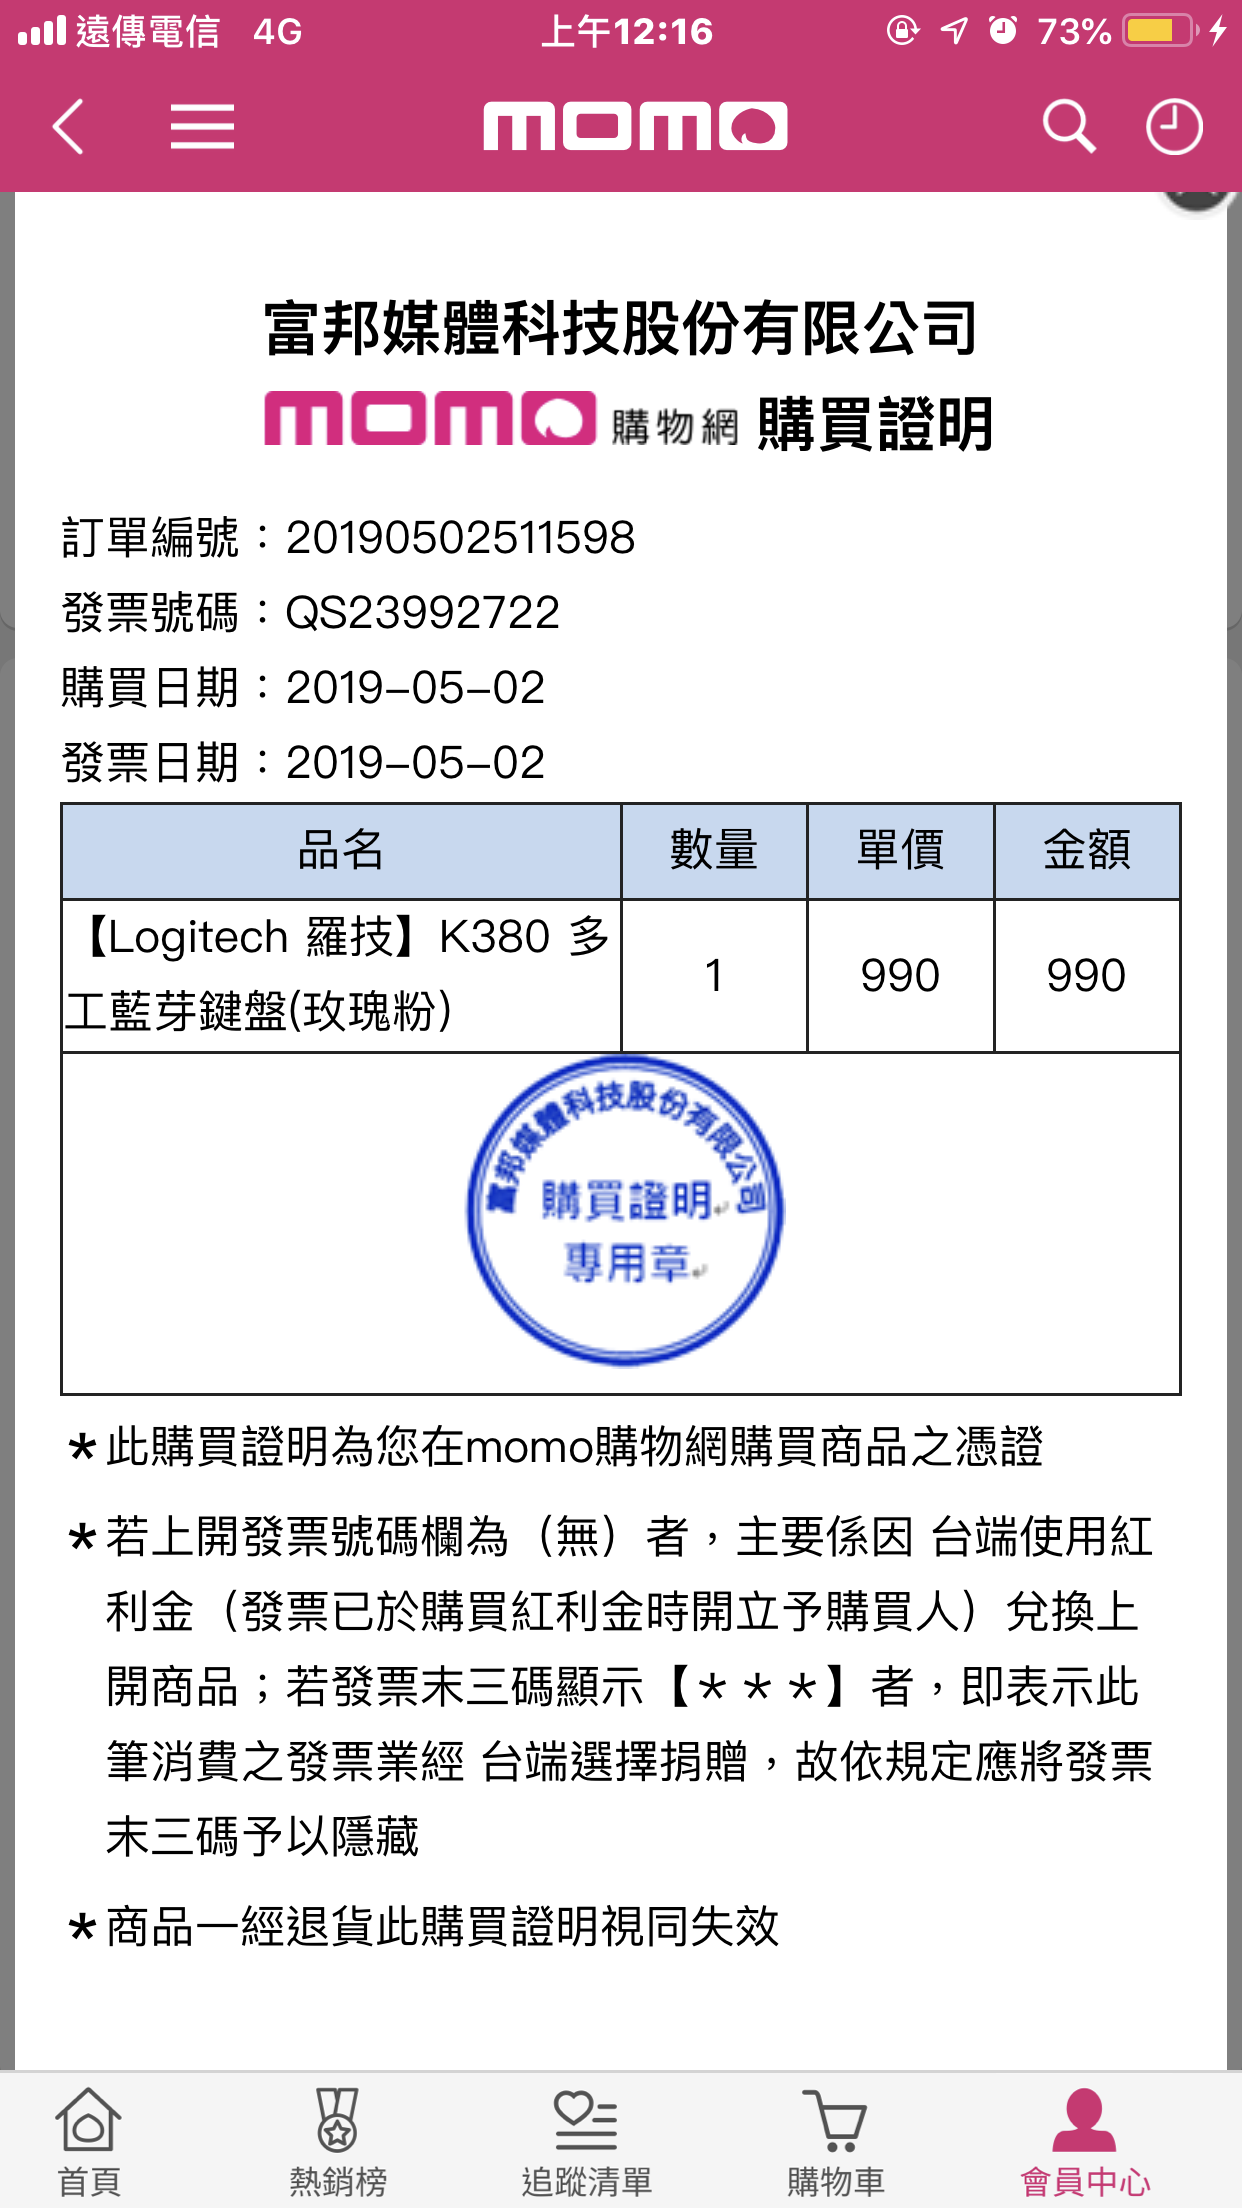 遠傳電信 4G 上午12:16 73%
momo
富邦媒體科技股份有限公司
momo 購物網 購買證明
訂單編號：20190502511598
發票號碼：QS23992722
購買日期：2019-05-02
發票日期：2019-05-02
品名 數量 單價 金額
【Logitech 羅技】K380 多
工藍芽鍵盤(玫瑰粉) 1 990 990
富邦媒體科技股份有限公司
購買證明
專用章
*此購買證明為您在momo購物網購買商品之憑證
*若上開發票號碼欄為（無）者，主要係因 台端使用紅
利金（發票已於購買紅利金時開立予購買人）兌換上
開商品；若發票末三碼顯示【***】者，即表示此
筆消費之發票業經 台端選擇捐贈，故依規定應將發票
末三碼予以隱藏
*商品一經退貨此購買證明視同失效
首頁 熱銷榜 追蹤清單 購物車 會員中心